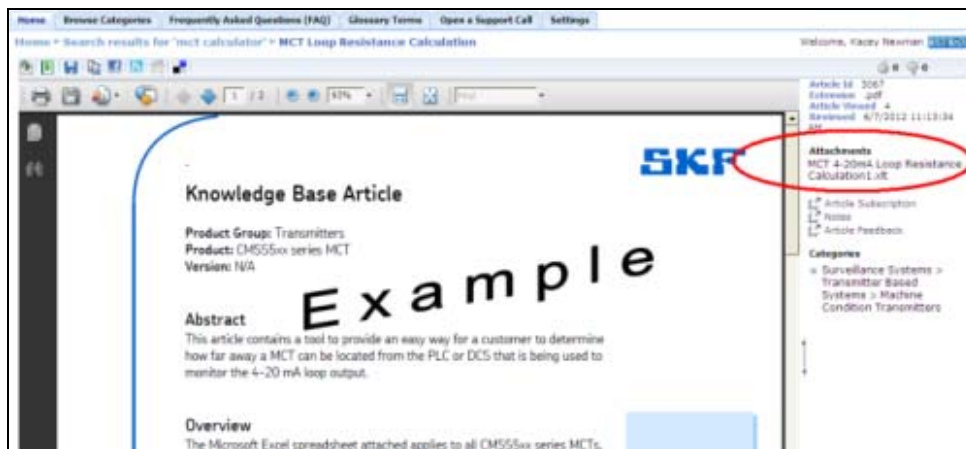 Home Browse Categories Frequently Asked Questions (FAQ) Glossary Terms Open a Support Call Settings
Home > Search results for 'mct calculator' > MCT Loop Resistance Calculation
Welcome, Kacey Newman
1 / 2 93% Find
Article Id 3067
Extension .pdf
Article Viewed 4
Reviewed 6/7/2012 11:13:34
AM
Attachments
MCT 4-20mA Loop Resistance
Calculation1.xlt
Article Subscription
Notes
Article Feedback
Categories
Surveillance Systems >
Transmitter Based
Systems > Machine
Condition Transmitters
SKF
Knowledge Base Article
Product Group: Transmitters
Product: CMSS5xx series MCT
Version: N/A
Example
Abstract
This article contains a tool to provide an easy way for a customer to determine
how far away a MCT can be located from the PLC or DCS that is being used to
monitor the 4–20 mA loop output.
Overview
The Microsoft Excel spreadsheet attached applies to all CMSS5xx series MCTs.